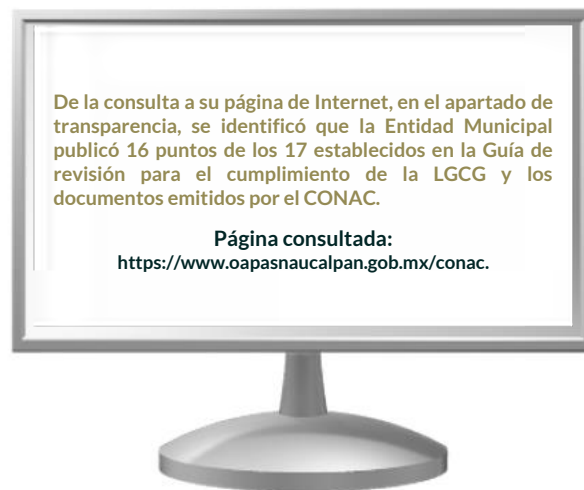 De la consulta a su página de Internet, en el apartado de
transparencia, se identificó que la Entidad Municipal
publicó 16 puntos de los 17 establecidos en la Guía de
revisión para el cumplimiento de la LGCG y los
documentos emitidos por el CONAC.
Página consultada:
https://www.oapasnaucalpan.gob.mx/conac.